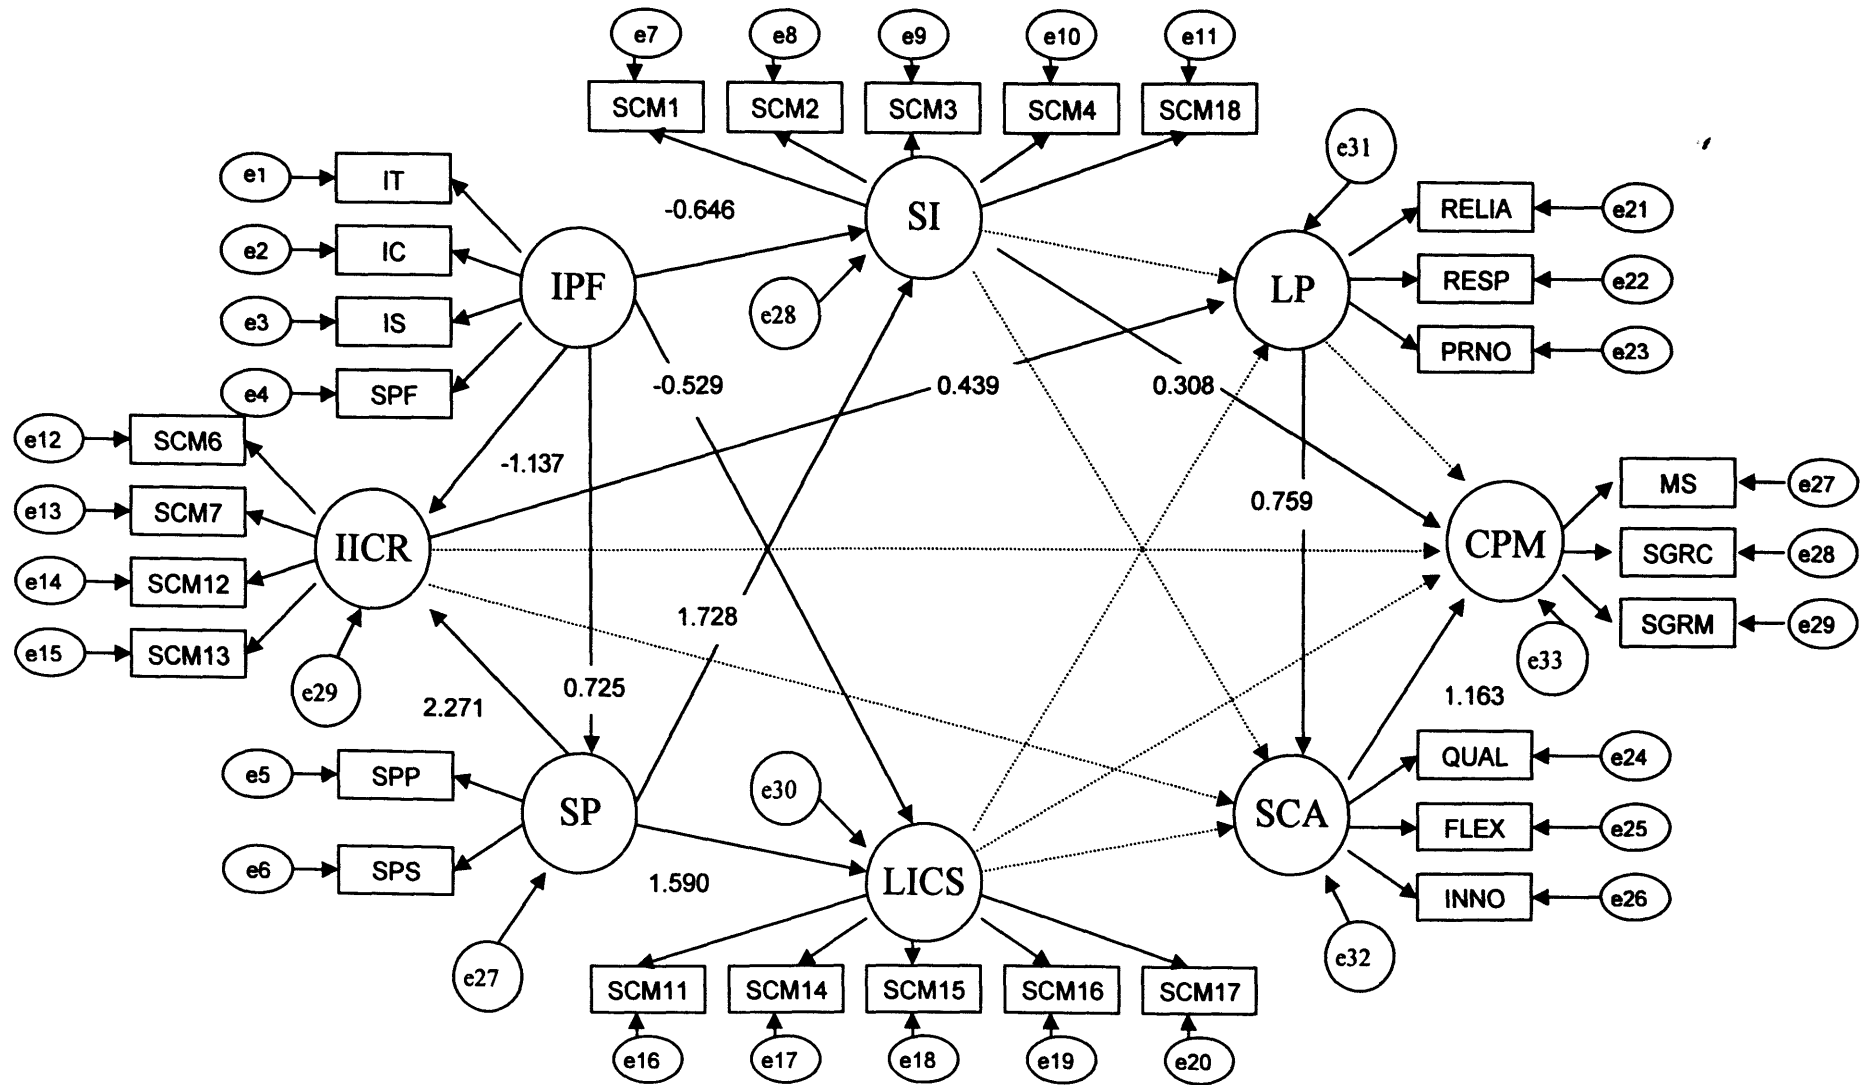 e7 e8 e9 e10 e11
SCM1 SCM2 SCM3 SCM4 SCM18
e31
e1 IT
-0.646
SI
RELIA e21
e2 IC
IPF
LP
RESP e22
e28
e3 IS
PRNO e23
e4 SPF
-0.529
0.439
0.308
e12 SCM6
-1.137
MS e27
e13 SCM7
0.759
IICR
CPM
SGRC e28
e14 SCM12
1.728
SGRM e29
e15 SCM13
e29
0.725
e33
2.271
1.163
e5 SPP
QUAL e24
e30
SP
SCA
FLEX e25
e6 SPS
1.590
LICS
INNO e26
e27
e32
SCM11 SCM14 SCM15 SCM16 SCM17
e16 e17 e18 e19 e20